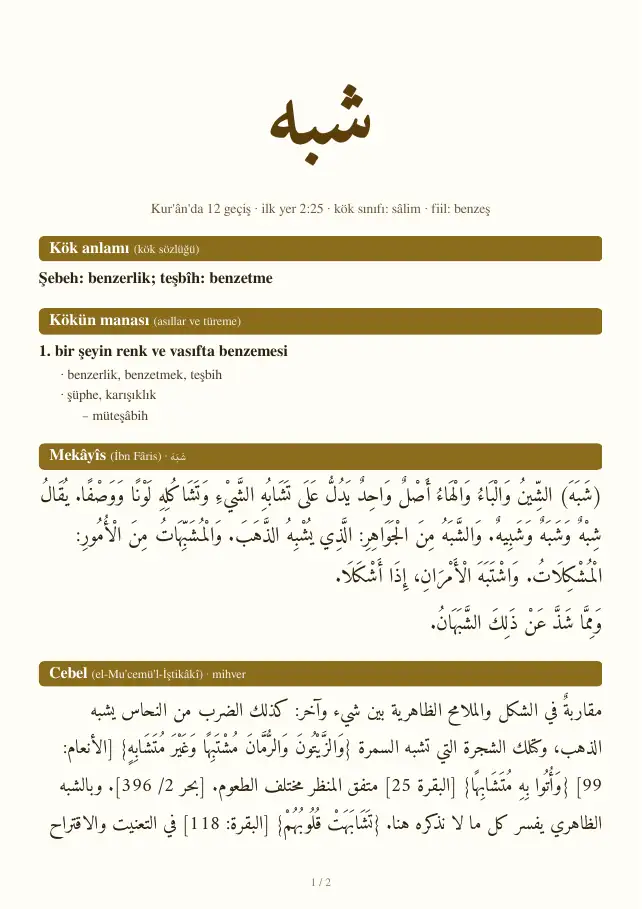 شبه
Kur'ân'da 12 geçiş · ilk yer 2:25 · kök sınıfı: sâlim · fiil: benzeş
Kök anlamı (kök sözlüğü)
Şebeh: benzerlik; teşbîh: benzetme
Kökün manası (asıllar ve türeme)
1. bir şeyin renk ve vasıfta benzemesi
· benzerlik, benzetmek, teşbih
· şüphe, karışıklık
– müteşâbih
Mekâyîs (İbn Fâris) · شبه
(شَبَهَ) الشِّينُ وَالْبَاءُ وَالْهَاءُ أَصْلٌ وَاحِدٌ يَدُلُّ عَلَى تَشَابُهِ الشَّيْءِ وَتَشَاكُلِهِ لَوْنًا وَوَصْفًا. يُقَالُ
شِبْهٌ وَشَبَهٌ وَشَبِيهٌ. وَالشَّبَهُ مِنَ الْجَوَاهِرِ: الَّذِي يُشْبِهُ الذَّهَبَ. وَالْمُشَبِّهَاتُ مِنَ الْأُمُورِ:
الْمُشْكِلَاتُ. وَاشْتَبَهَ الْأَمْرَانِ، إِذَا أَشْكَلَا.
وَمِمَّا شَذَّ عَنْ ذَلِكَ الشَّبَهَانُ.
Cebel (el-Mu'cemü'l-İştikâkî) · mihver
مقاربةٌ في الشكل والملامح الظاهرية بين شيء وآخر: كذلك الضرب من النحاس يشبه
الذهب، وكتلك الشجرة التي تشبه السمرة {وَالزَّيْتُونَ وَالرُّمَّانَ مُشْتَبِهًا وَغَيْرَ مُتَشَابِهٍ} [الأنعام:
99] {وَأُتُوا بِهِ مُتَشَابِهًا} [البقرة 25] متفق المنظر مختلف الطعوم. [بحر 2/ 396]. وبالشبه
الظاهري يفسر كل ما لا نذكره هنا. {تَشَابَهَتْ قُلُوبُهُمْ} [البقرة: 118] في التعنيت والاقتراح
1 / 2